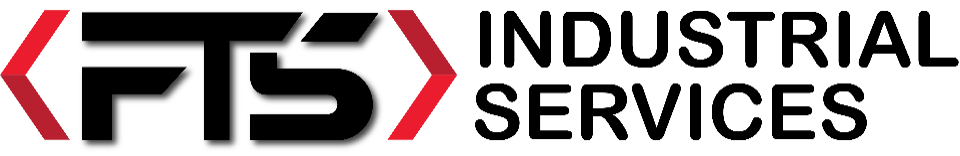 FTS
INDUSTRIAL
SERVICES